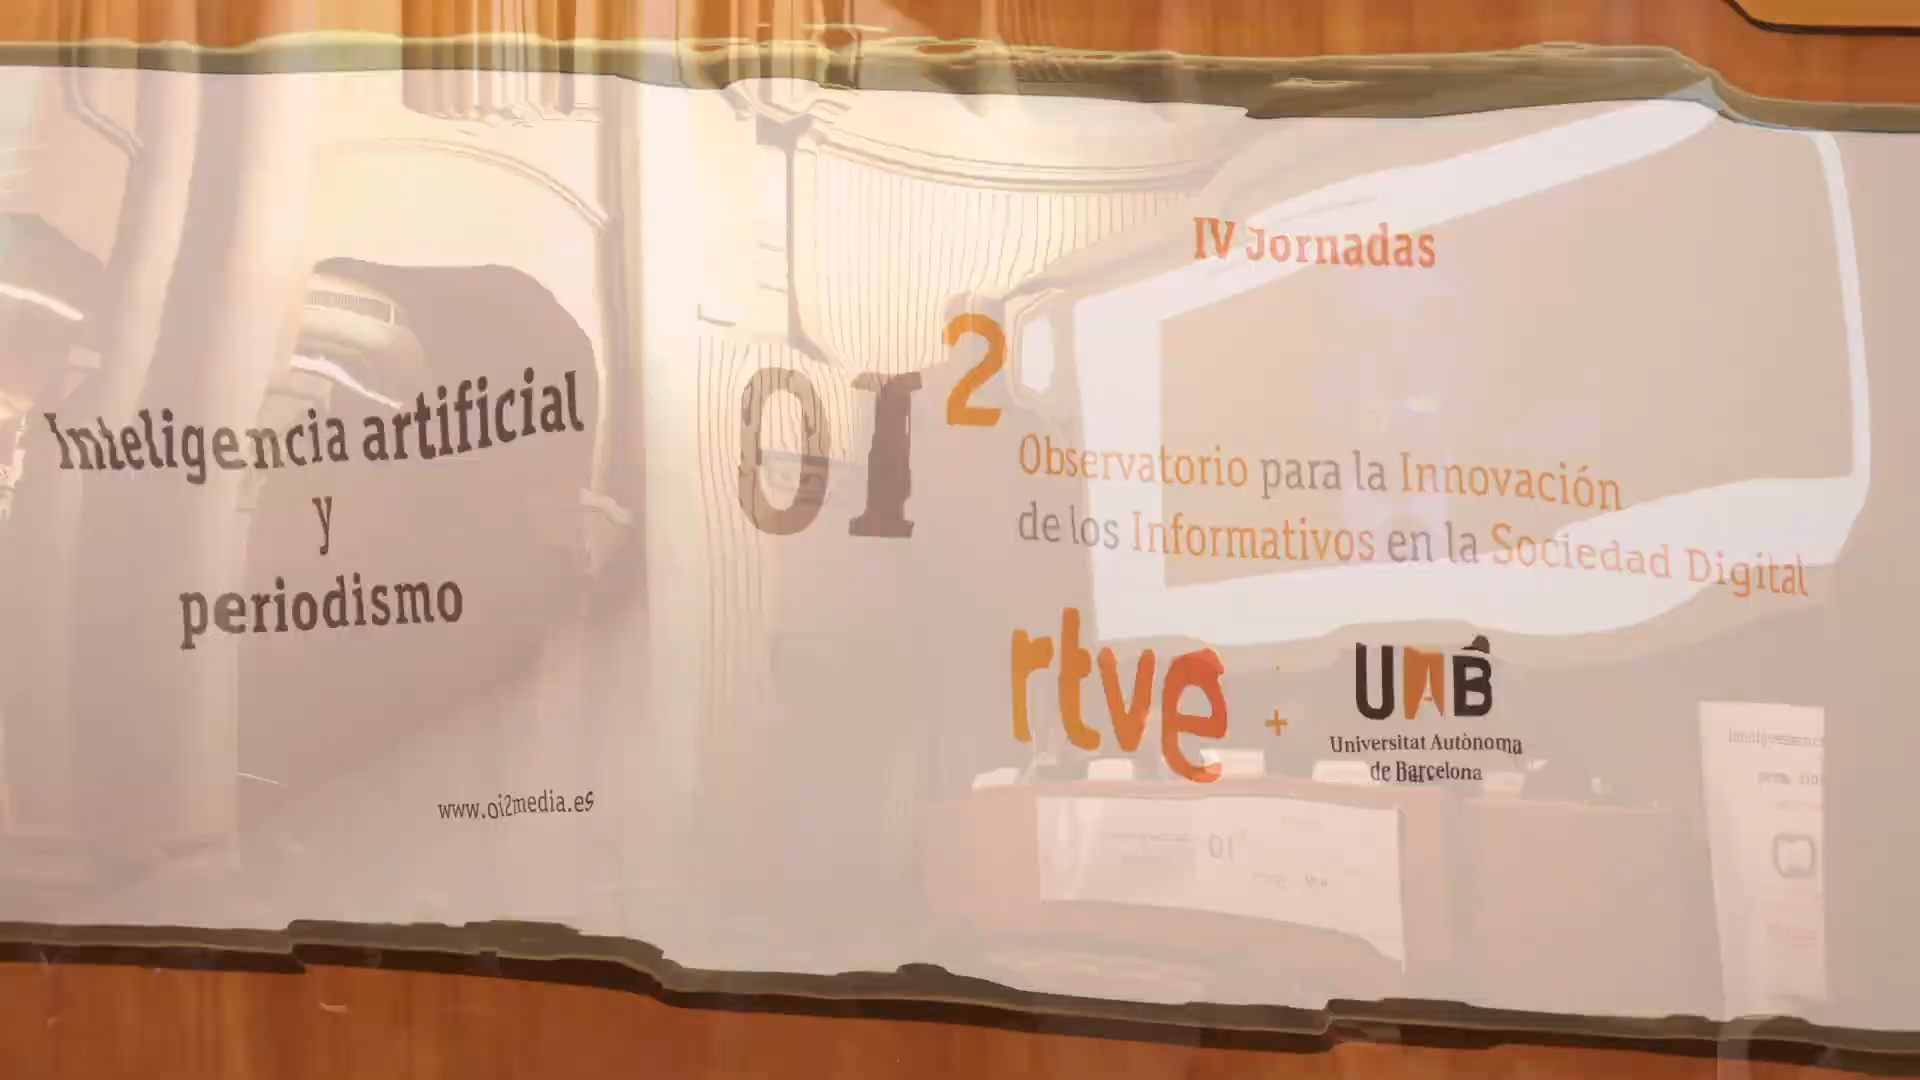 Inteligencia artificial
y
periodismo
www.oi2media.es
IV Jornadas
OI2
Observatorio para la Innovación
de los Informativos en la Sociedad Digital
rtve + UAB
Universitat Autònoma
de Barcelona